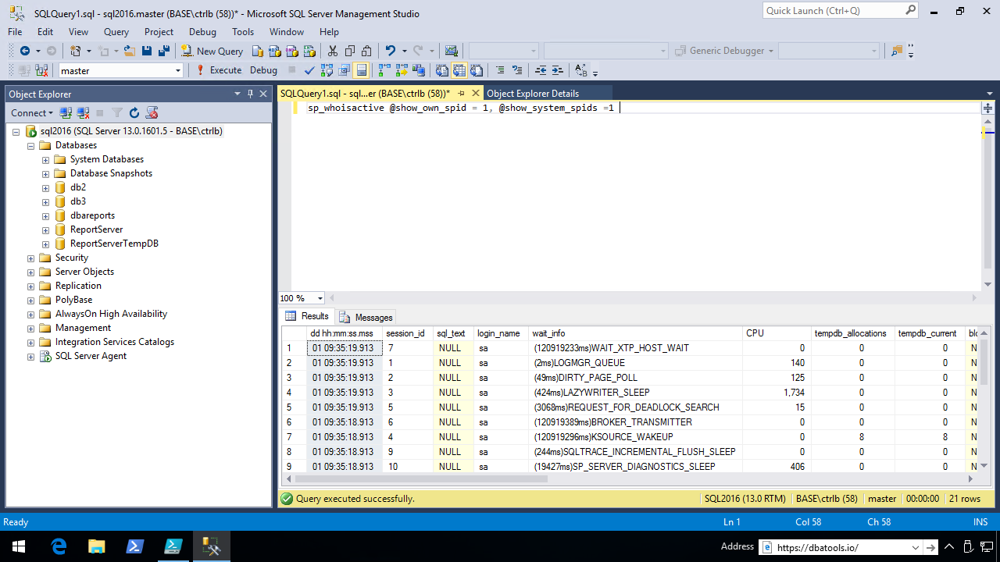 SQLQuery1.sql - sql2016.master (BASE\ctrlb (58))* - Microsoft SQL Server Management Studio
Quick Launch (Ctrl+Q)
File Edit View Query Project Debug Tools Window Help
New Query
Generic Debugger
master
Execute Debug
Object Explorer
Connect
sql2016 (SQL Server 13.0.1601.5 - BASE\ctrlb)
Databases
System Databases
Database Snapshots
db2
db3
dbareports
ReportServer
ReportServerTempDB
Security
Server Objects
Replication
PolyBase
AlwaysOn High Availability
Management
Integration Services Catalogs
SQL Server Agent
SQLQuery1.sql - sql...er (BASE\ctrlb (58))* Object Explorer Details
sp_whoisactive @show_own_spid = 1, @show_system_spids =1
100 %
Results Messages
dd hh:mm:ss.mss session_id sql_text login_name wait_info CPU tempdb_allocations tempdb_current blo
1 01 09:35:19.913 7 NULL sa (120919233ms)WAIT_XTP_HOST_WAIT 0 0 0 N
2 01 09:35:19.913 1 NULL sa (2ms)LOGMGR_QUEUE 140 0 0 N
3 01 09:35:19.913 2 NULL sa (49ms)DIRTY_PAGE_POLL 125 0 0 N
4 01 09:35:19.913 3 NULL sa (424ms)LAZYWRITER_SLEEP 1,734 0 0 N
5 01 09:35:19.913 5 NULL sa (3068ms)REQUEST_FOR_DEADLOCK_SEARCH 15 0 0 N
6 01 09:35:18.913 6 NULL sa (120919389ms)BROKER_TRANSMITTER 0 0 0 N
7 01 09:35:18.913 4 NULL sa (120919296ms)KSOURCE_WAKEUP 0 8 8 N
8 01 09:35:18.913 9 NULL sa (244ms)SQLTRACE_INCREMENTAL_FLUSH_SLEEP 0 0 0 N
9 01 09:35:18.913 10 NULL sa (19427ms)SP_SERVER_DIAGNOSTICS_SLEEP 406 0 0 N
Query executed successfully. SQL2016 (13.0 RTM) BASE\ctrlb (58) master 00:00:00 21 rows
Ready Ln 1 Col 58 Ch 58 INS
Address https://dbatools.io/